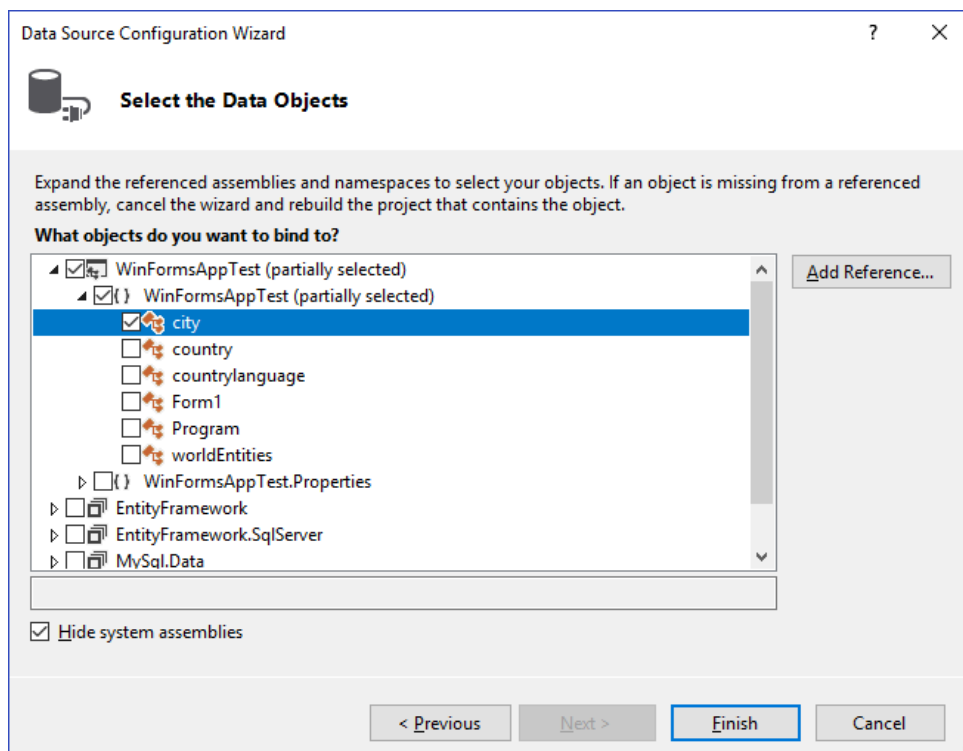 Data Source Configuration Wizard
Select the Data Objects
Expand the referenced assemblies and namespaces to select your objects. If an object is missing from a referenced
assembly, cancel the wizard and rebuild the project that contains the object.
What objects do you want to bind to?
WinFormsAppTest (partially selected)
{ } WinFormsAppTest (partially selected)
city
country
countrylanguage
Form1
Program
worldEntities
{ } WinFormsAppTest.Properties
EntityFramework
EntityFramework.SqlServer
MySql.Data
Add Reference...
Hide system assemblies
< Previous
Next >
Finish
Cancel